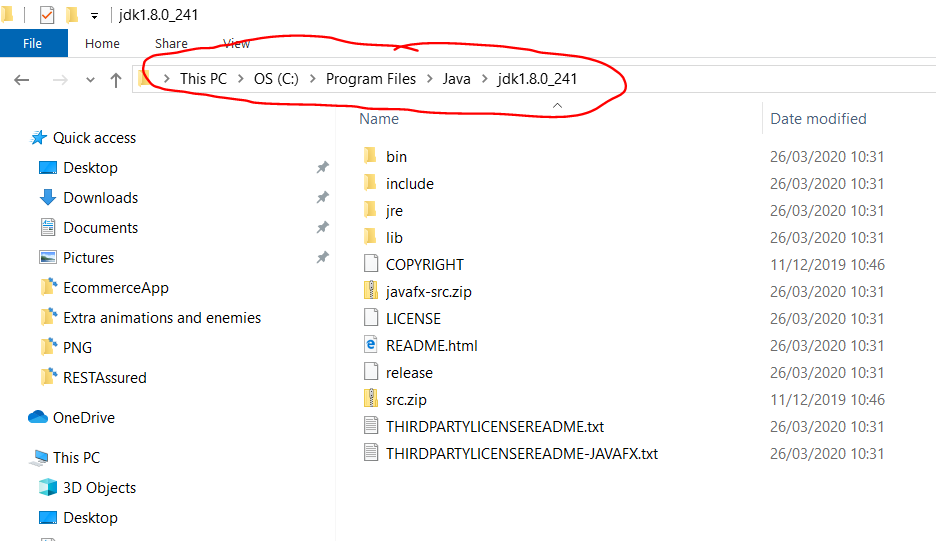 jdk1.8.0_241
File Home Share View
This PC > OS (C:) > Program Files > Java > jdk1.8.0_241
Name Date modified
Quick access
Desktop
Downloads
Documents
Pictures
EcommerceApp
Extra animations and enemies
PNG
RESTAssured
OneDrive
This PC
3D Objects
Desktop
bin 26/03/2020 10:31
include 26/03/2020 10:31
jre 26/03/2020 10:31
lib 26/03/2020 10:31
COPYRIGHT 11/12/2019 10:46
javafx-src.zip 26/03/2020 10:31
LICENSE 26/03/2020 10:31
README.html 26/03/2020 10:31
release 26/03/2020 10:31
src.zip 11/12/2019 10:46
THIRDPARTYLICENSEREADME.txt 26/03/2020 10:31
THIRDPARTYLICENSEREADME-JAVAFX.txt 26/03/2020 10:31